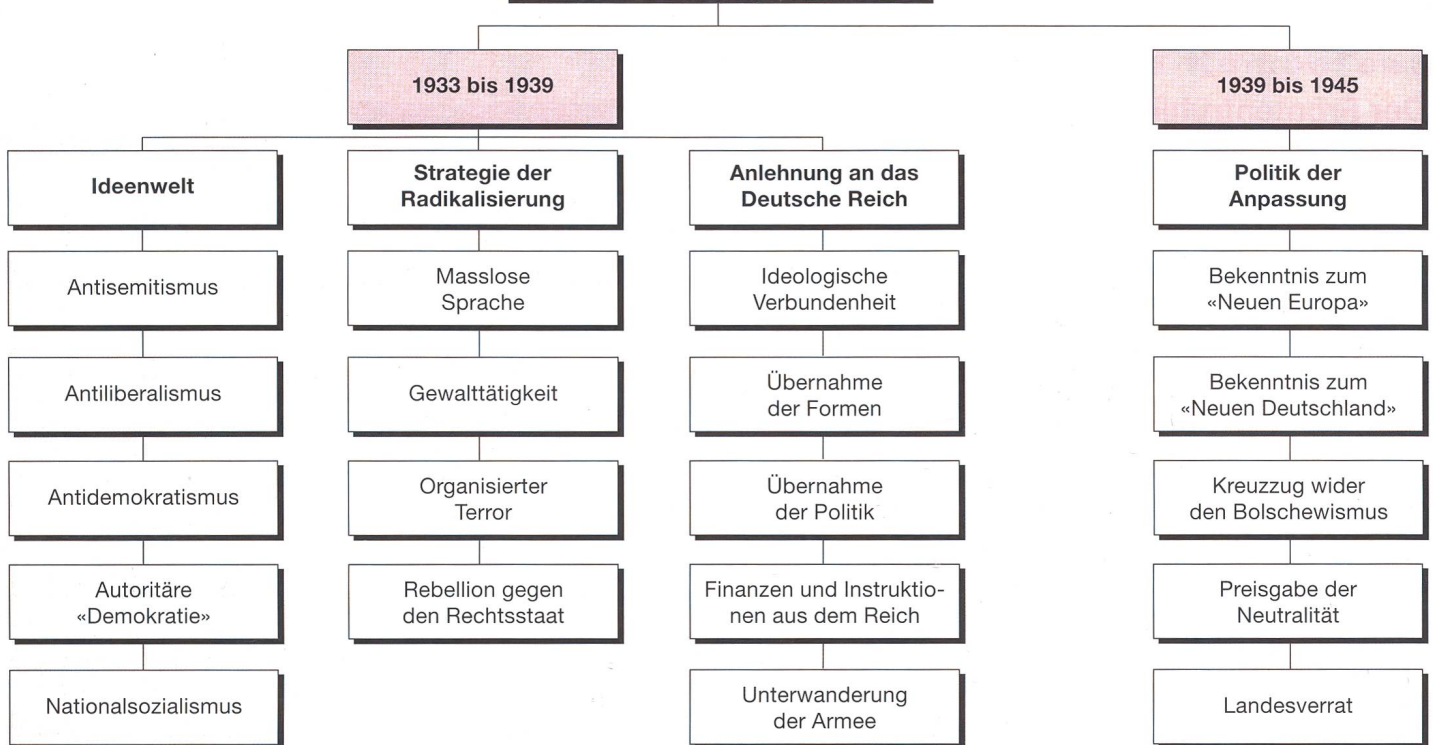 1933 bis 1939
1939 bis 1945
Ideenwelt
Strategie der
Radikalisierung
Anlehnung an das
Deutsche Reich
Politik der
Anpassung
Antisemitismus
Masslose
Sprache
Ideologische
Verbundenheit
Bekenntnis zum
«Neuen Europa»
Antiliberalismus
Gewalttätigkeit
Übernahme
der Formen
Bekenntnis zum
«Neuen Deutschland»
Antidemokratismus
Organisierter
Terror
Übernahme
der Politik
Kreuzzug wider
den Bolschewismus
Autoritäre
«Demokratie»
Rebellion gegen
den Rechtsstaat
Finanzen und Instruktio-
nen aus dem Reich
Preisgabe der
Neutralität
Nationalsozialismus
Unterwanderung
der Armee
Landesverrat